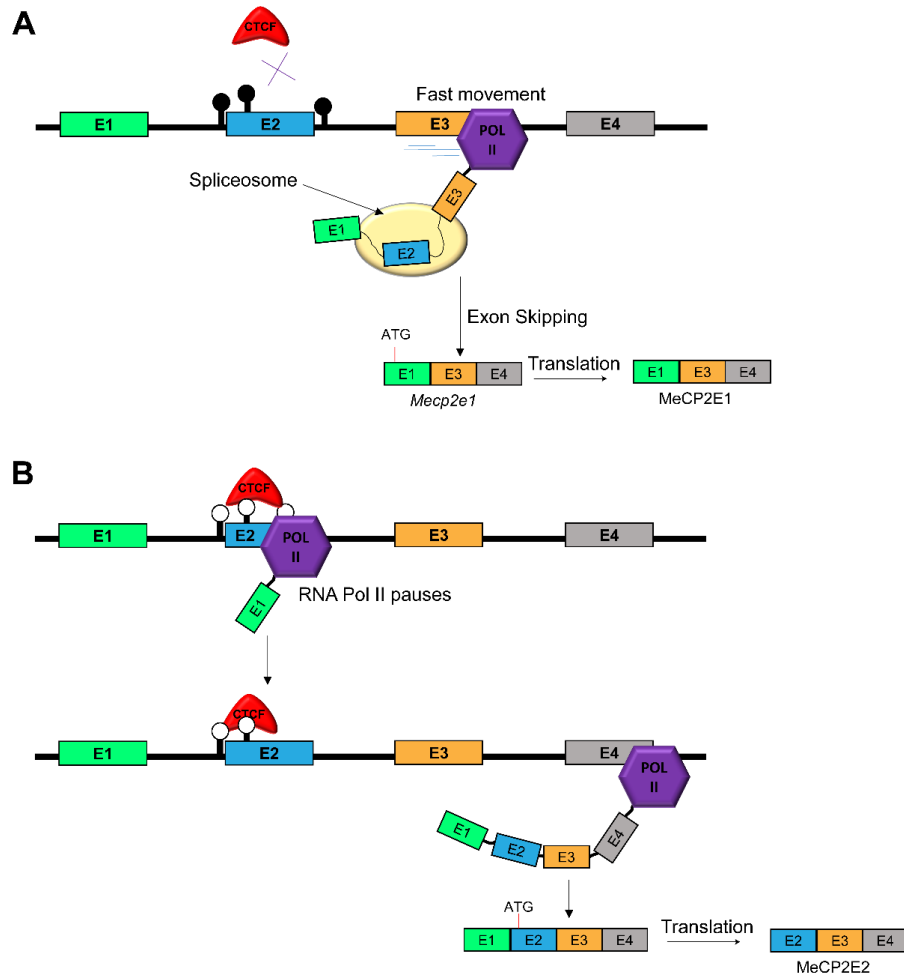 A
CTCF
Fast movement
E1
E2
E3
POL
II
E4
Spliceosome
E3
E1
E2
Exon Skipping
ATG
E1 E3 E4
Translation
E1 E3 E4
Mecp2e1
MeCP2E1
B
CTCF
E1
E2
POL
II
E3
E4
E1
RNA Pol II pauses
CTCF
E1
E2
E3
E4
POL
II
E1
E2
E3
E4
ATG
E1 E2 E3 E4
Translation
E2 E3 E4
MeCP2E2